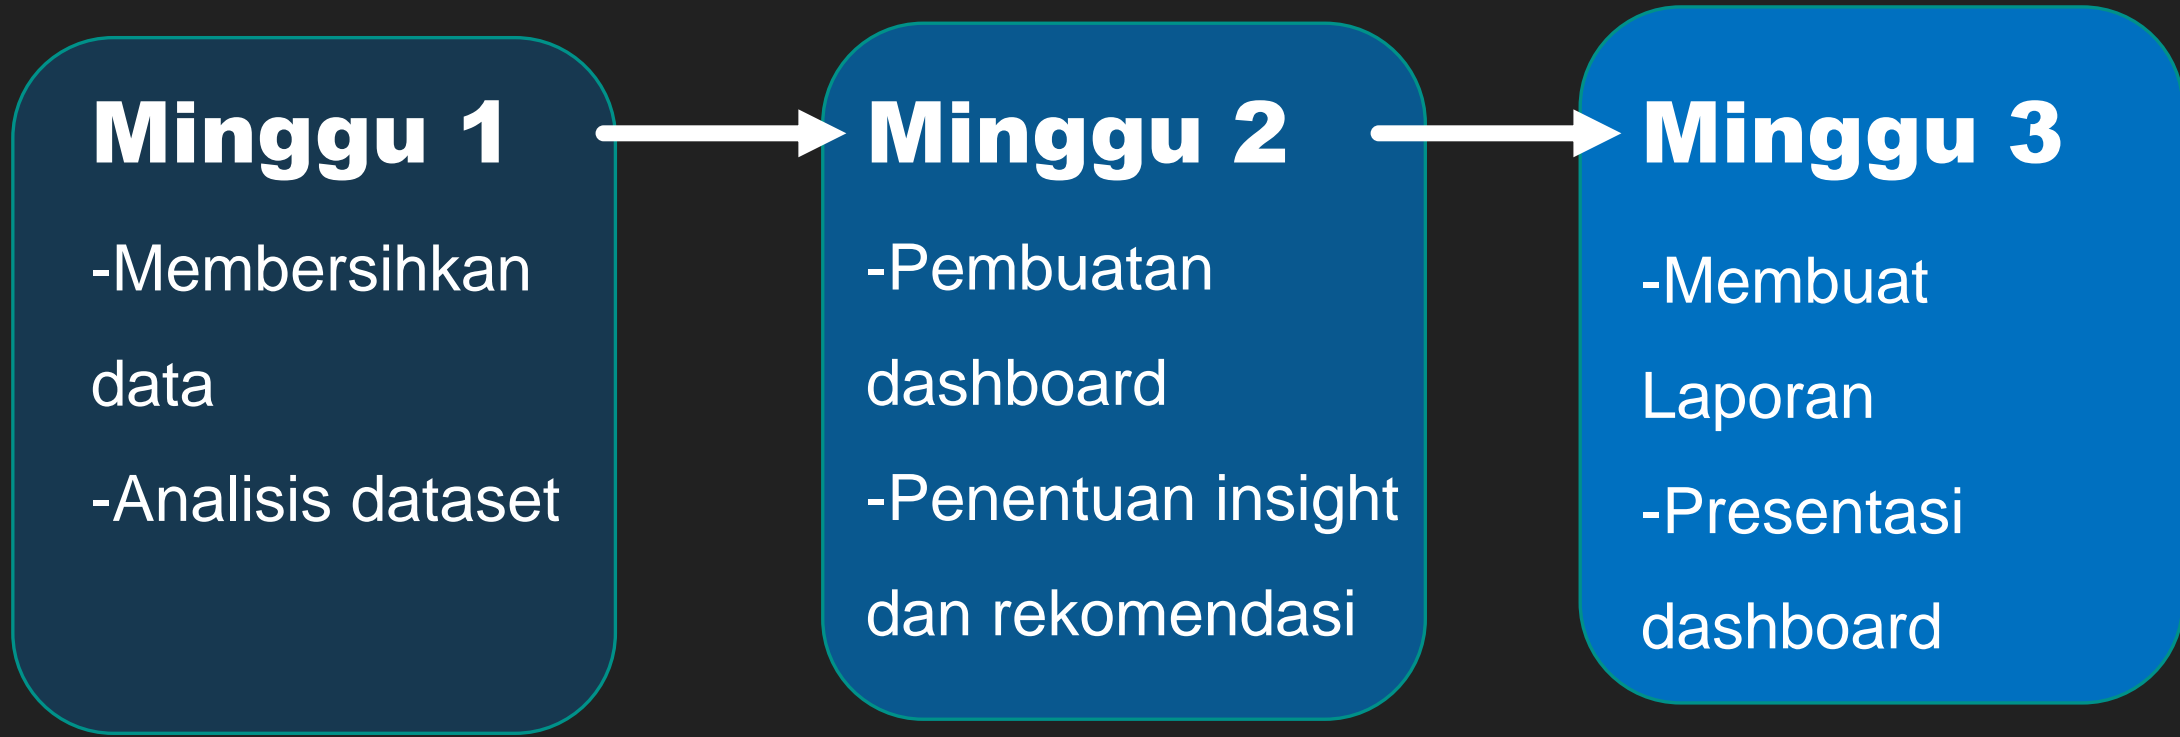 Minggu 1
-Membersihkan
data
-Analisis dataset
Minggu 2
-Pembuatan
dashboard
-Penentuan insight
dan rekomendasi
Minggu 3
-Membuat
Laporan
-Presentasi
dashboard